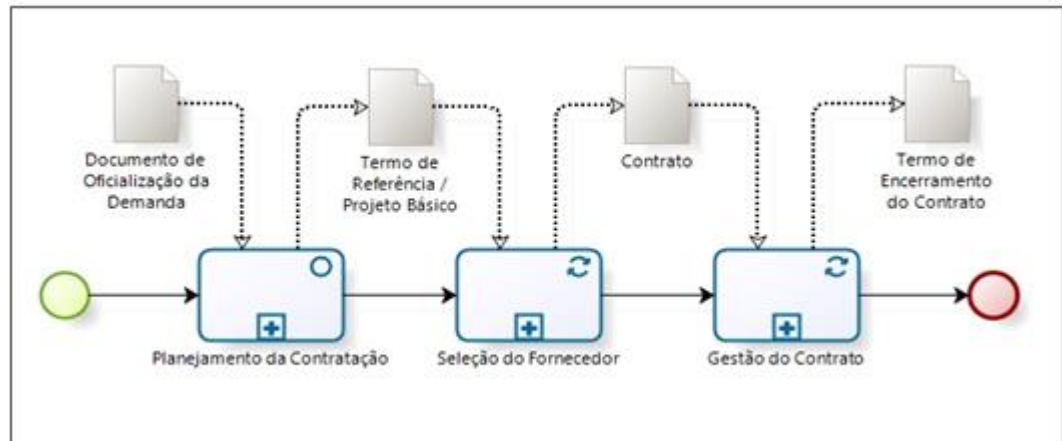 Documento de
Oficialização da
Demanda
Termo de
Referência /
Projeto Básico
Contrato
Termo de
Encerramento
do Contrato
Planejamento da Contratação
Seleção do Fornecedor
Gestão do Contrato